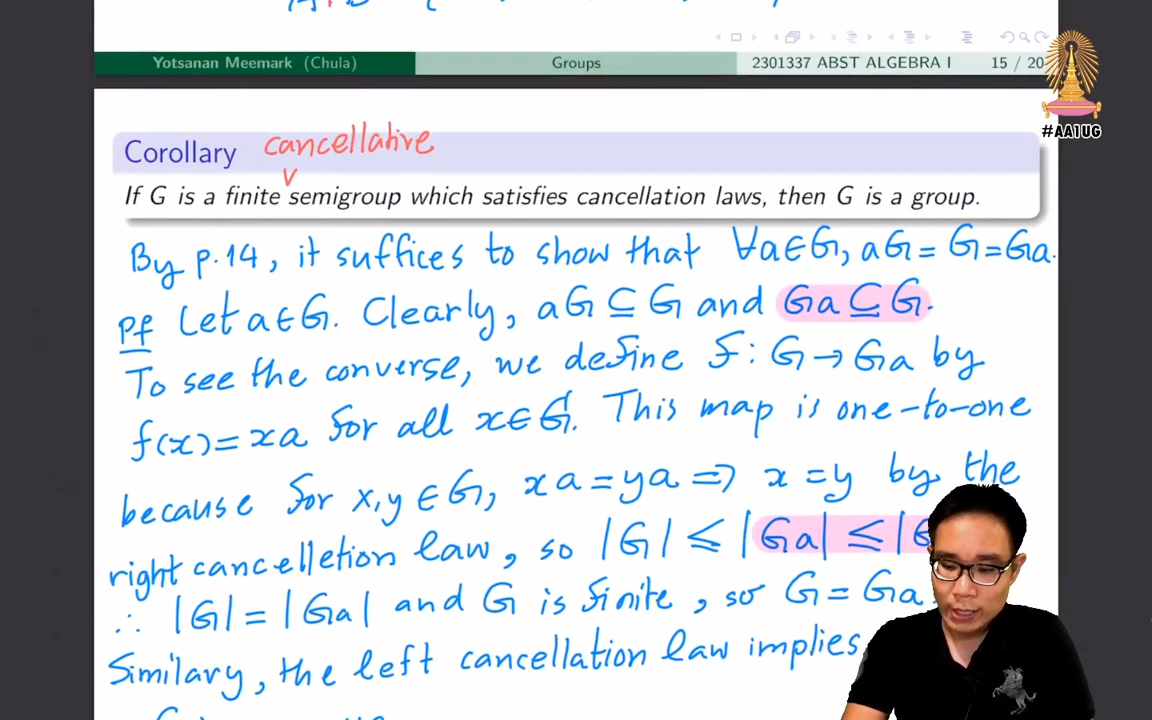 Yotsanan Meemark (Chula) Groups 2301337 ABST ALGEBRA I 15 / 20
#AA1UG
Corollary cancellative
v
If G is a finite semigroup which satisfies cancellation laws, then G is a group.
By p.14, it suffices to show that ∀a∈G, aG = G = Ga.
Pf Let a∈G. Clearly, aG ⊆ G and Ga ⊆ G.
To see the converse, we define f : G → Ga by
f(x) = xa for all x∈G. This map is one-to-one
because for x,y ∈ G, xa = ya ⇒ x = y by the
right cancelletion law, so |G| ≤ |Ga| ≤ |G
∴ |G| = |Ga| and G is finite, so G = Ga.
Similary, the left cancellation law implies